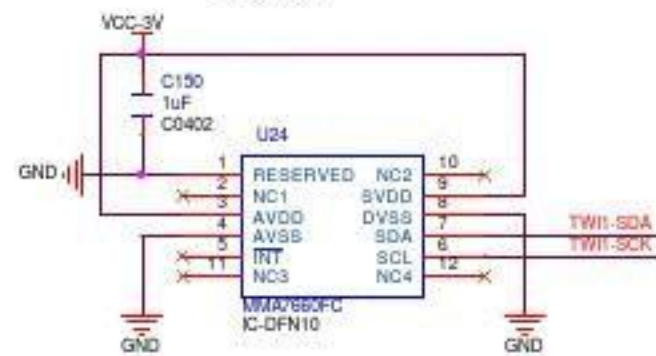 VCC-3V
C150
1uF
C0402
U24
GND
1 RESERVED NC2 10
2 NC1 SVDD 9
3 AVDD DVSS 8
4 AVSS SDA 7 TWI1-SDA
5 INT SCL 6 TWI1-SCK
11 NC3 NC4 12
MMA7660FC
IC-DFN10
GND
GND